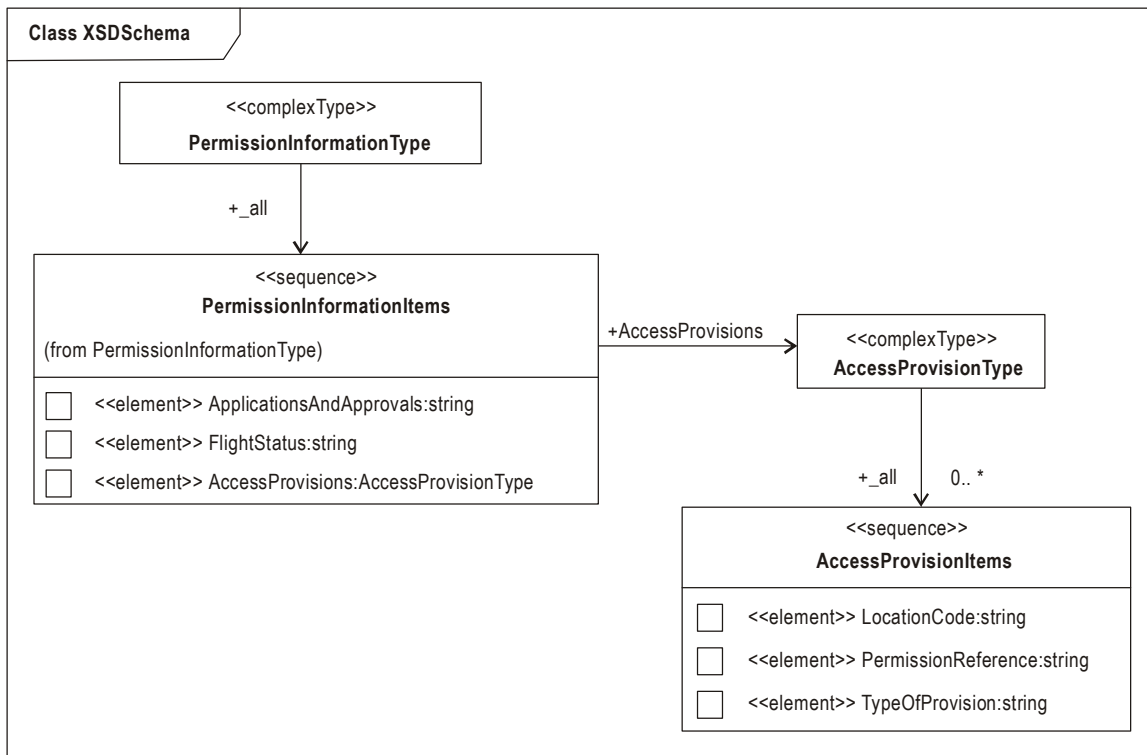 Class XSDSchema
<<complexType>>
PermissionInformationType
+_all
<<sequence>>
PermissionInformationItems
(from PermissionInformationType)
<<element>> ApplicationsAndApprovals:string
<<element>> FlightStatus:string
<<element>> AccessProvisions:AccessProvisionType
+AccessProvisions
<<complexType>>
AccessProvisionType
+_all 0.. *
<<sequence>>
AccessProvisionItems
<<element>> LocationCode:string
<<element>> PermissionReference:string
<<element>> TypeOfProvision:string